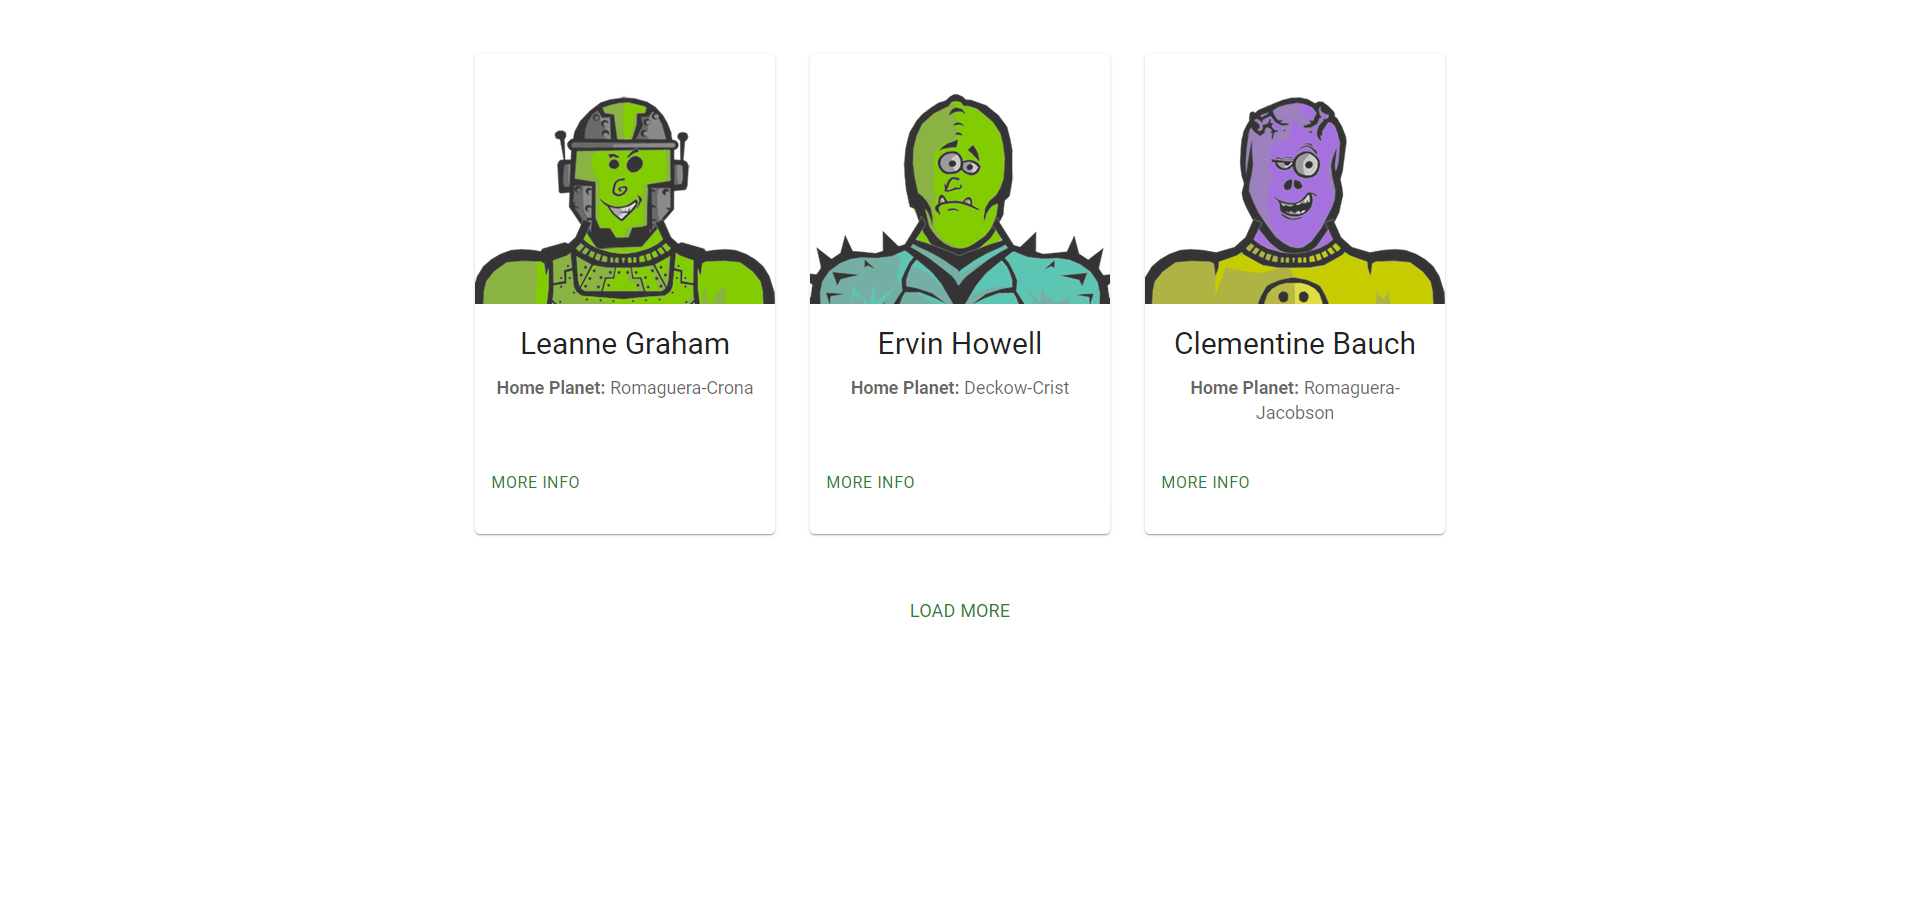 Leanne Graham
Home Planet: Romaguera-Crona
MORE INFO
Ervin Howell
Home Planet: Deckow-Crist
MORE INFO
Clementine Bauch
Home Planet: Romaguera-
Jacobson
MORE INFO
LOAD MORE